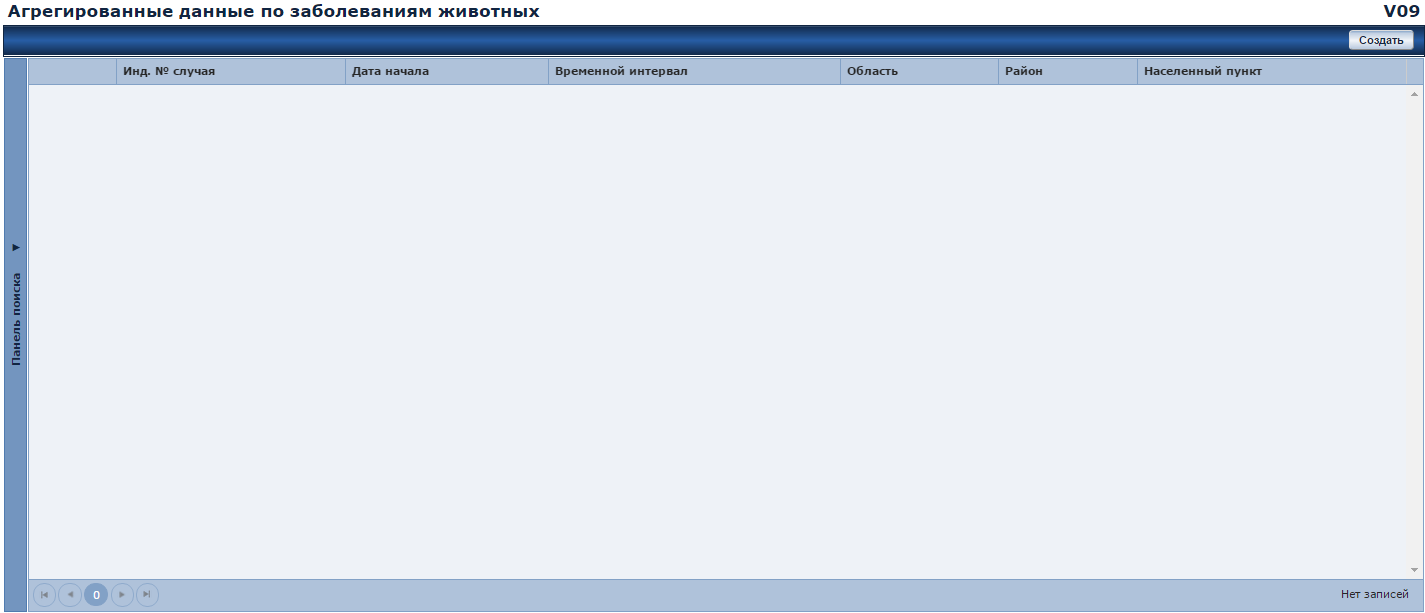 Агрегированные данные по заболеваниям животных V09
Создать
Инд. № случая Дата начала Временной интервал Область Район Населенный пункт
Панель поиска
0 Нет записей